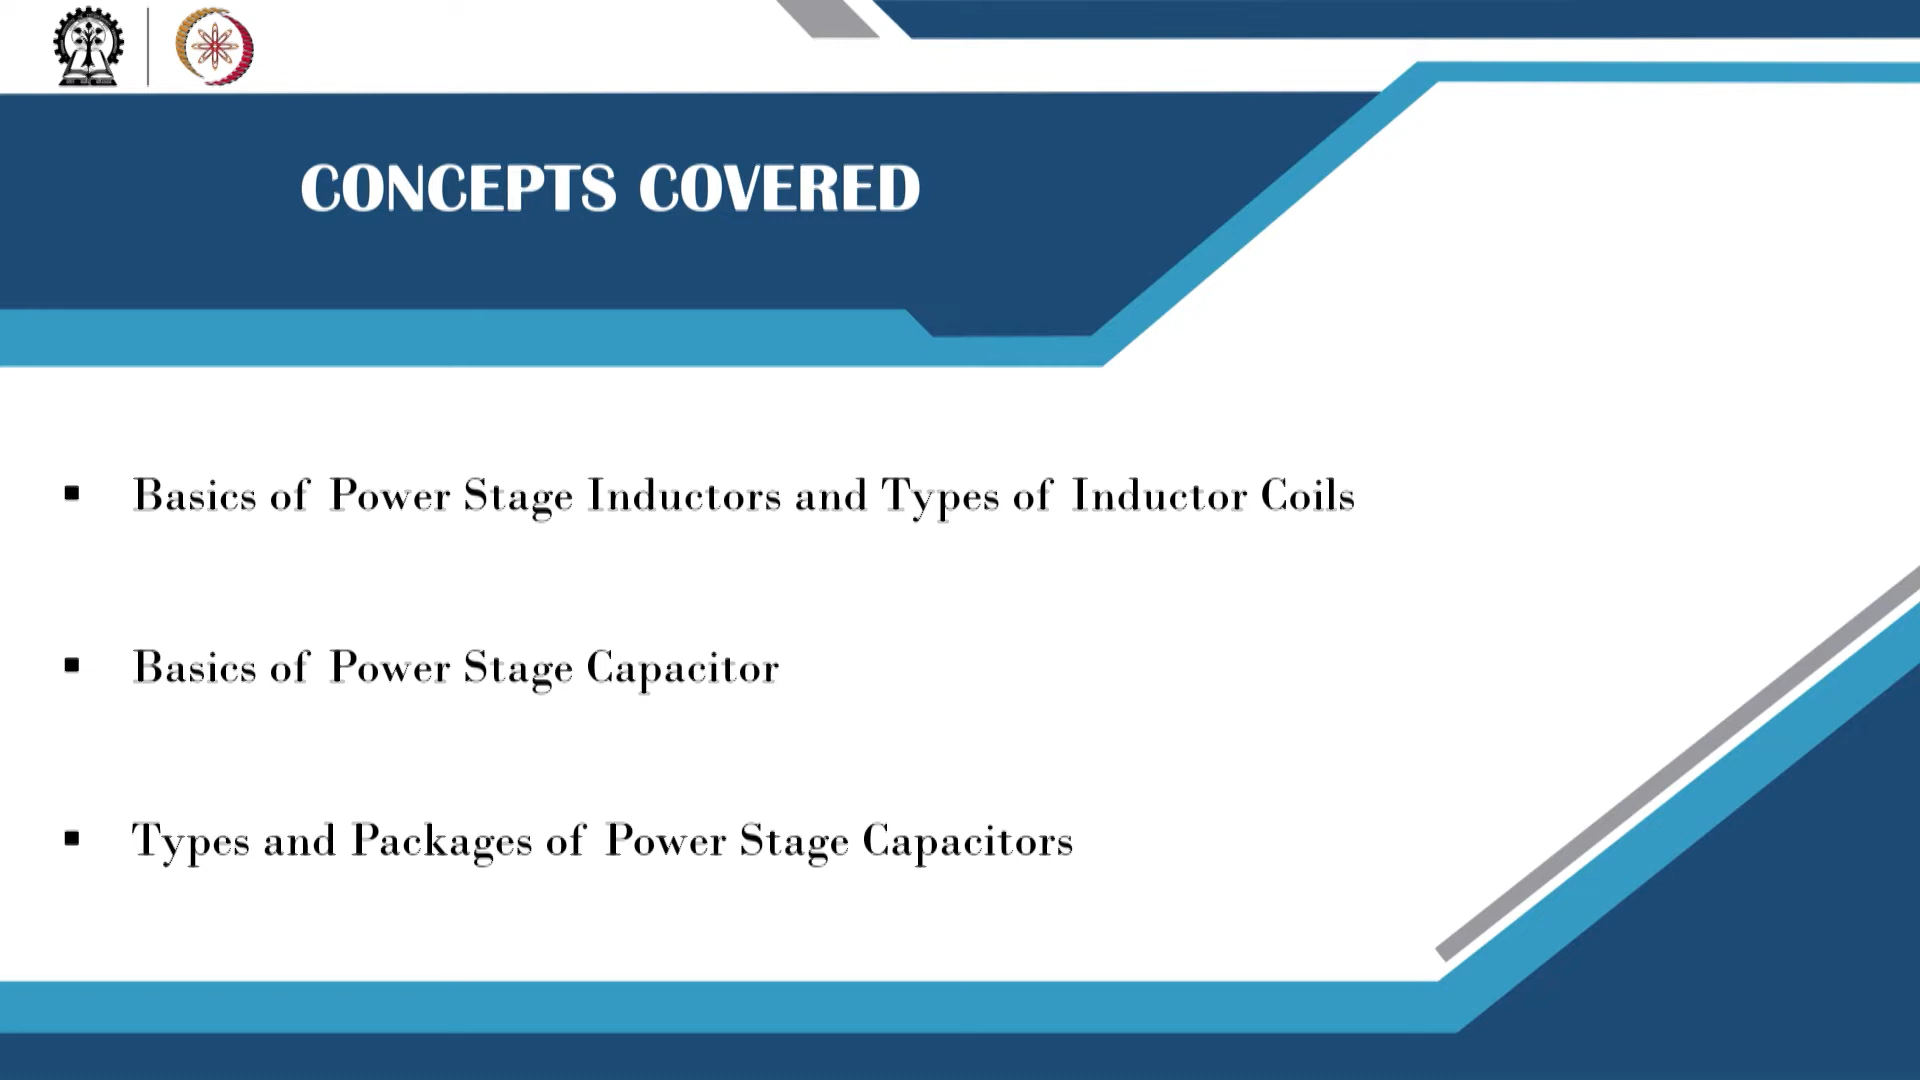 CONCEPTS COVERED
▪ Basics of Power Stage Inductors and Types of Inductor Coils
▪ Basics of Power Stage Capacitor
▪ Types and Packages of Power Stage Capacitors